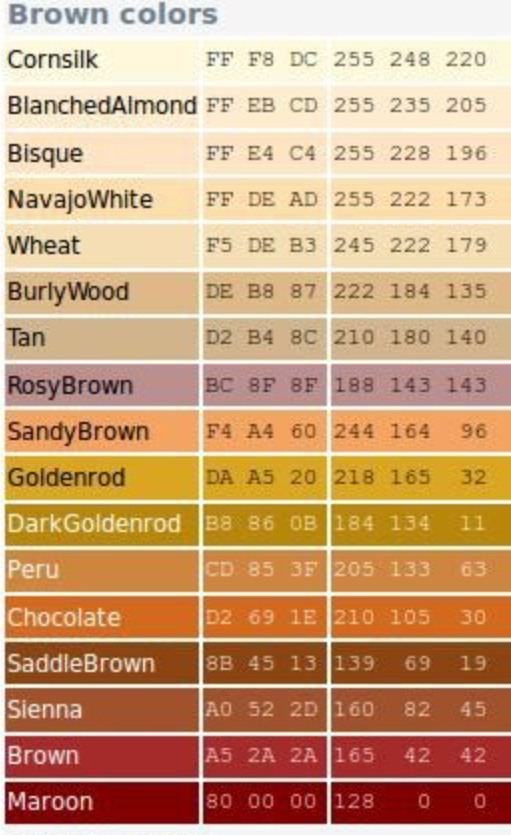 Brown colors
Cornsilk FF F8 DC 255 248 220
BlanchedAlmond FF EB CD 255 235 205
Bisque FF E4 C4 255 228 196
NavajoWhite FF DE AD 255 222 173
Wheat F5 DE B3 245 222 179
BurlyWood DE B8 87 222 184 135
Tan D2 B4 8C 210 180 140
RosyBrown BC 8F 8F 188 143 143
SandyBrown F4 A4 60 244 164 96
Goldenrod DA A5 20 218 165 32
DarkGoldenrod B8 86 0B 184 134 11
Peru CD 85 3F 205 133 63
Chocolate D2 69 1E 210 105 30
SaddleBrown 8B 45 13 139 69 19
Sienna A0 52 2D 160 82 45
Brown A5 2A 2A 165 42 42
Maroon 80 00 00 128 0 0